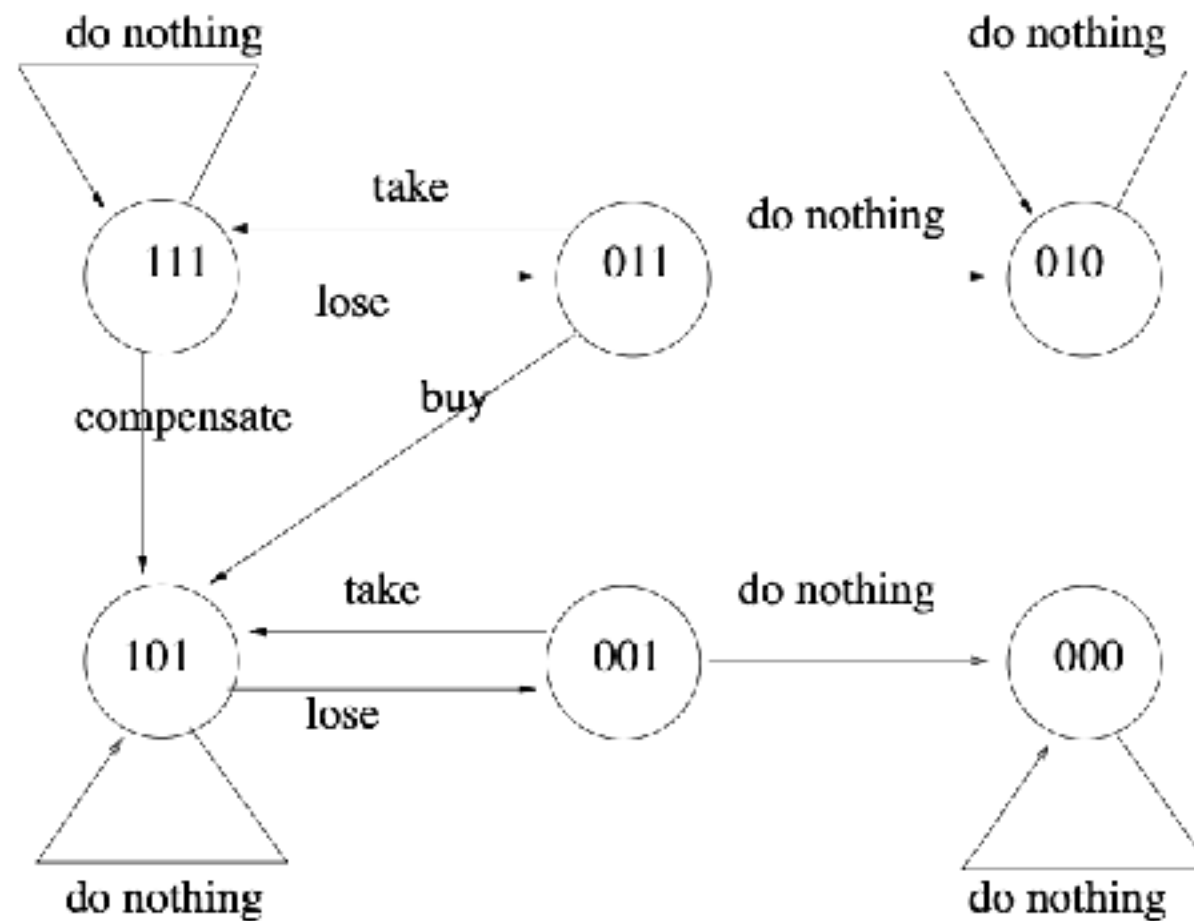 do nothing
do nothing
take
do nothing
111
011
010
lose
buy
compensate
take
do nothing
101
001
000
lose
do nothing
do nothing